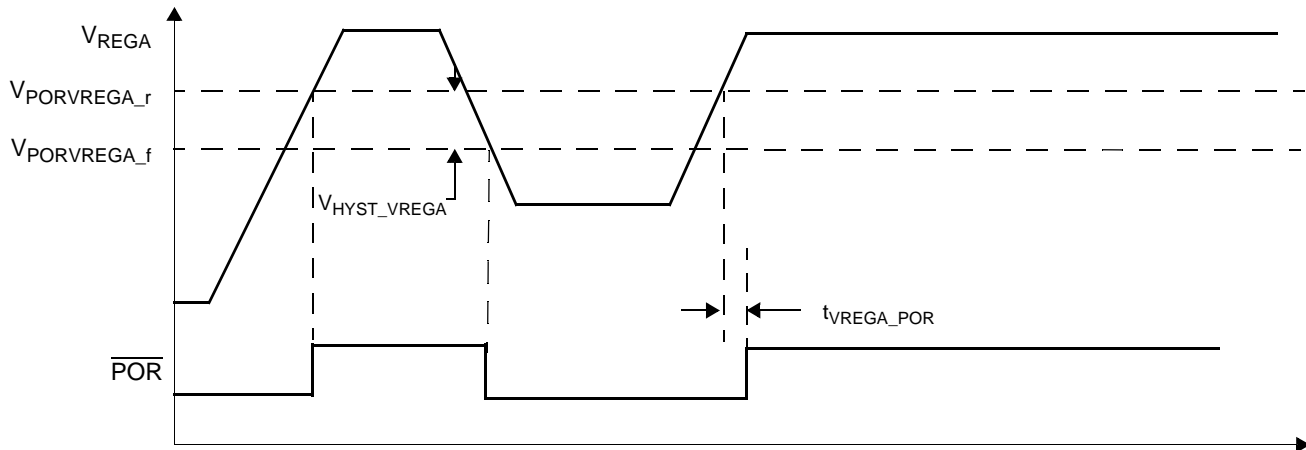 VREGA
VPORVREGA_r
VPORVREGA_f
VHYST_VREGA
tVREGA_POR
POR